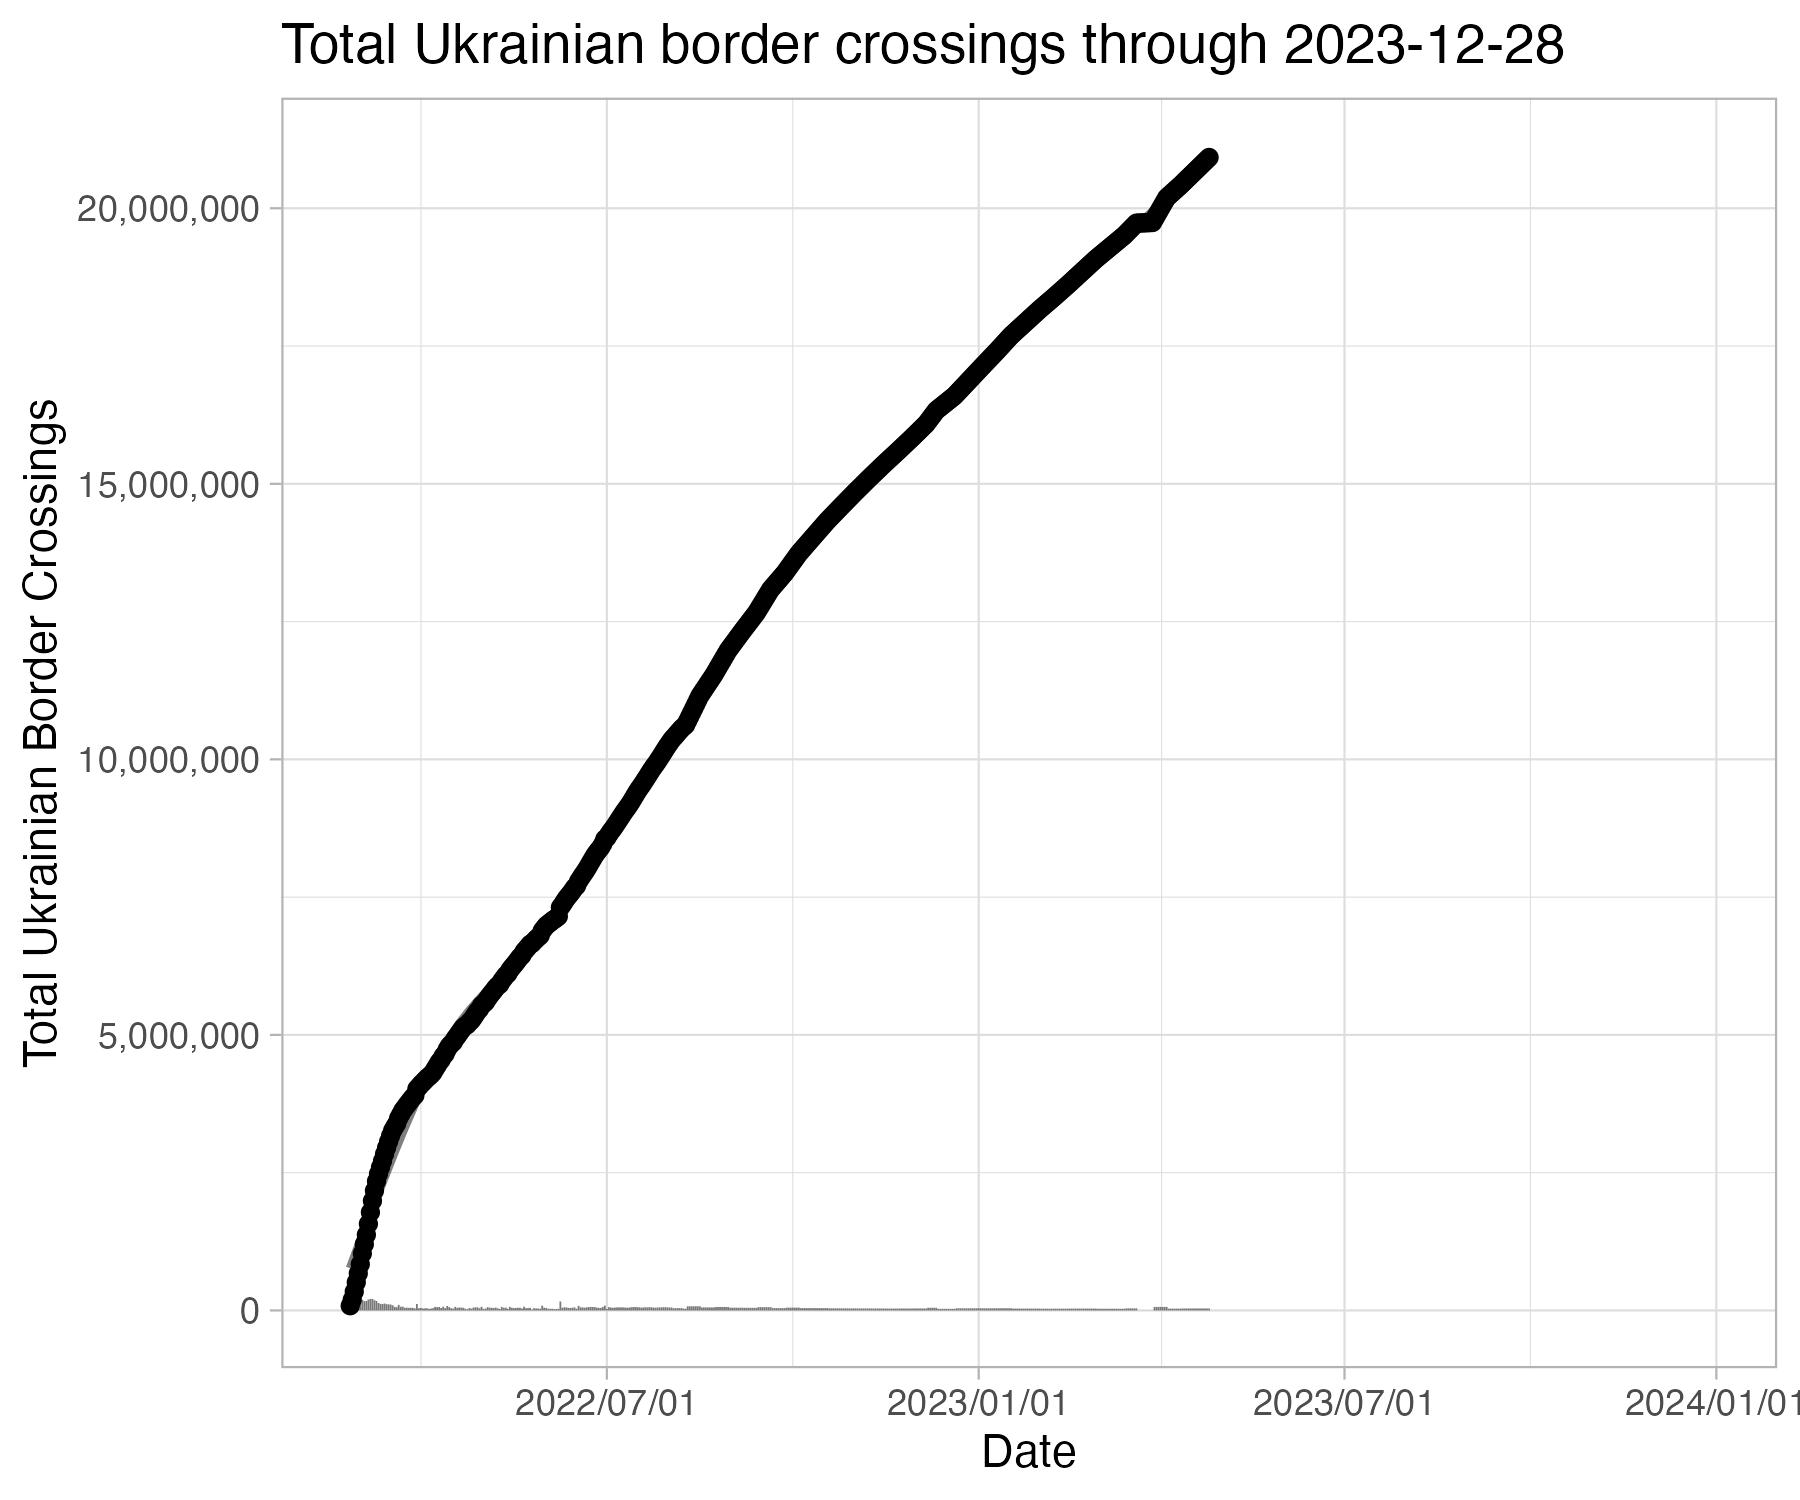 Total Ukrainian border crossings through 2023-12-28
Total Ukrainian Border Crossings
20,000,000
15,000,000
10,000,000
5,000,000
0
2022/07/01 2023/01/01 2023/07/01 2024/01/01
Date